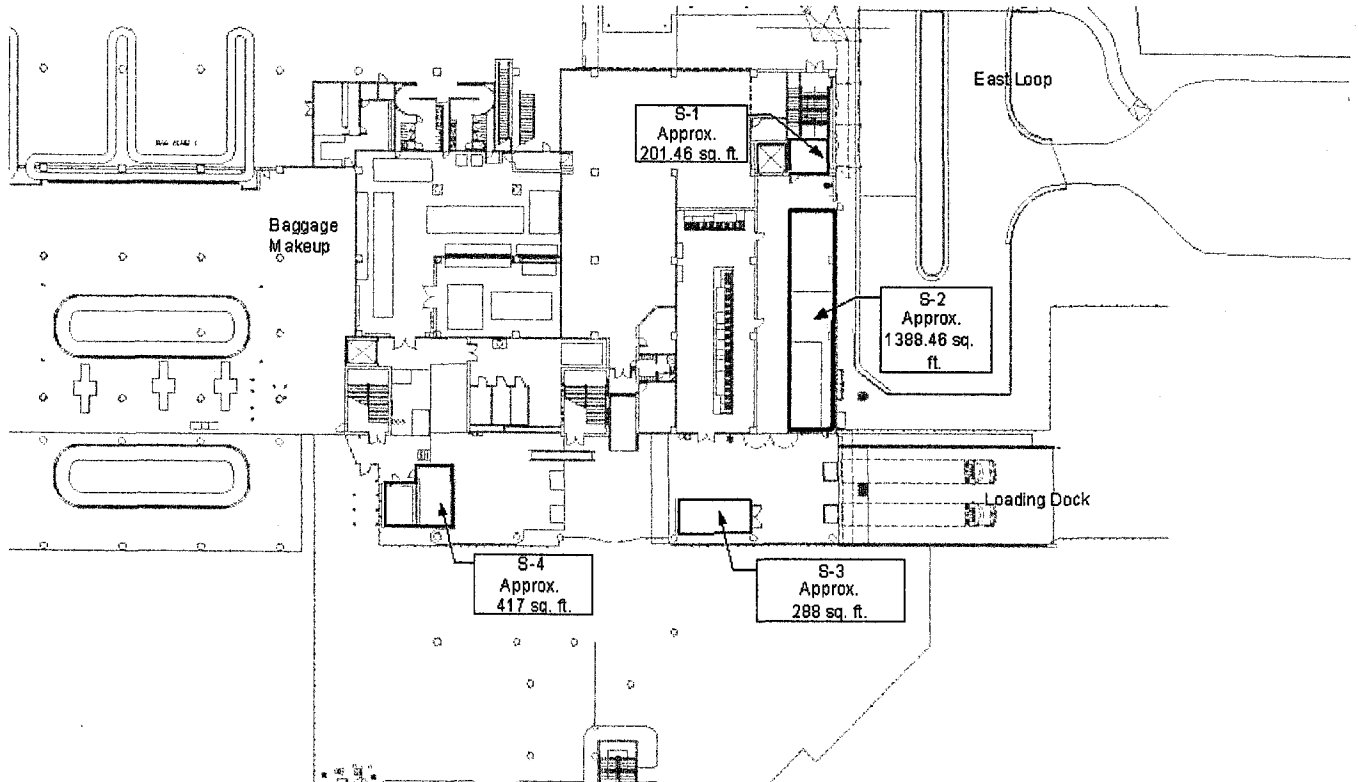 East Loop
S-1
Approx.
201.46 sq. ft.
Baggage
Makeup
S-2
Approx.
1388.46 sq.
ft.
Loading Dock
S-4
Approx.
417 sq. ft.
S-3
Approx.
288 sq. ft.